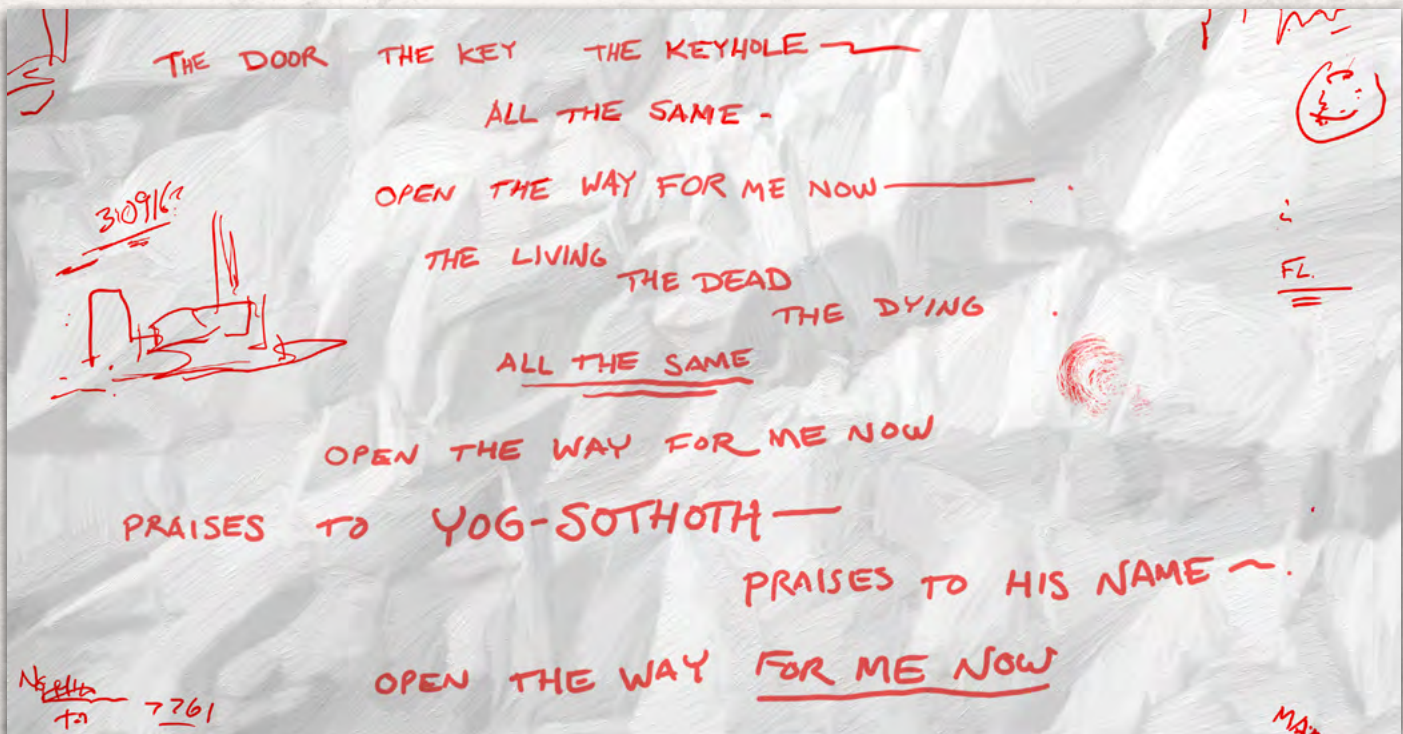 THE DOOR THE KEY THE KEYHOLE —
ALL THE SAME -
OPEN THE WAY FOR ME NOW —
310916?
THE LIVING
THE DEAD
THE DYING
FL.
ALL THE SAME
OPEN THE WAY FOR ME NOW
PRAISES TO YOG-SOTHOTH —
PRAISES TO HIS NAME ~.
OPEN THE WAY FOR ME NOW